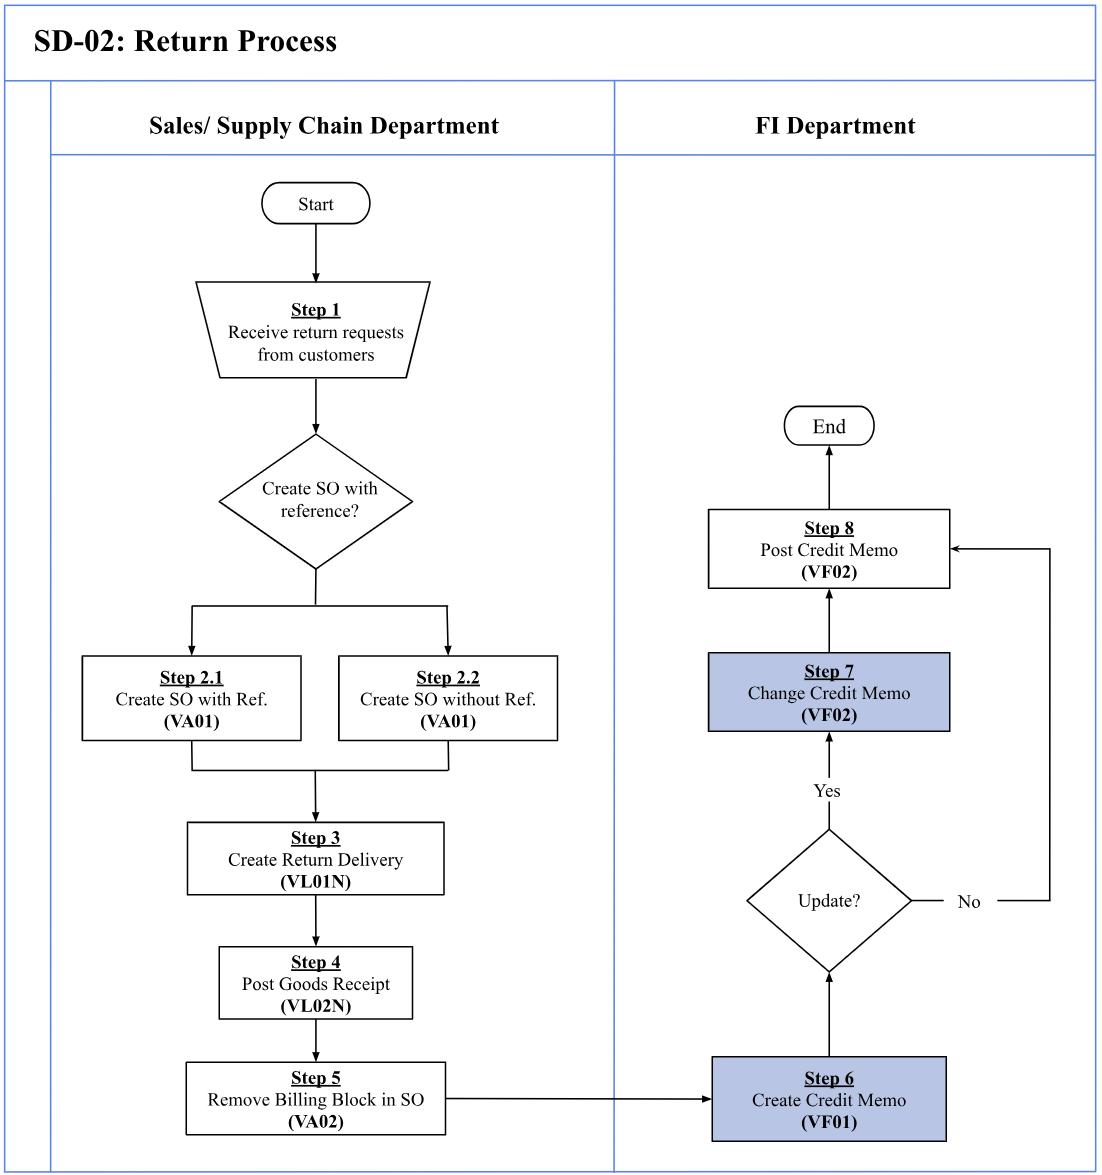 SD-02: Return Process
Sales/ Supply Chain Department
FI Department
Start
Step 1
Receive return requests
from customers
Create SO with
reference?
Step 2.1
Create SO with Ref.
(VA01)
Step 2.2
Create SO without Ref.
(VA01)
Step 3
Create Return Delivery
(VL01N)
Step 4
Post Goods Receipt
(VL02N)
Step 5
Remove Billing Block in SO
(VA02)
End
Step 8
Post Credit Memo
(VF02)
Step 7
Change Credit Memo
(VF02)
Yes
Update?
No
Step 6
Create Credit Memo
(VF01)